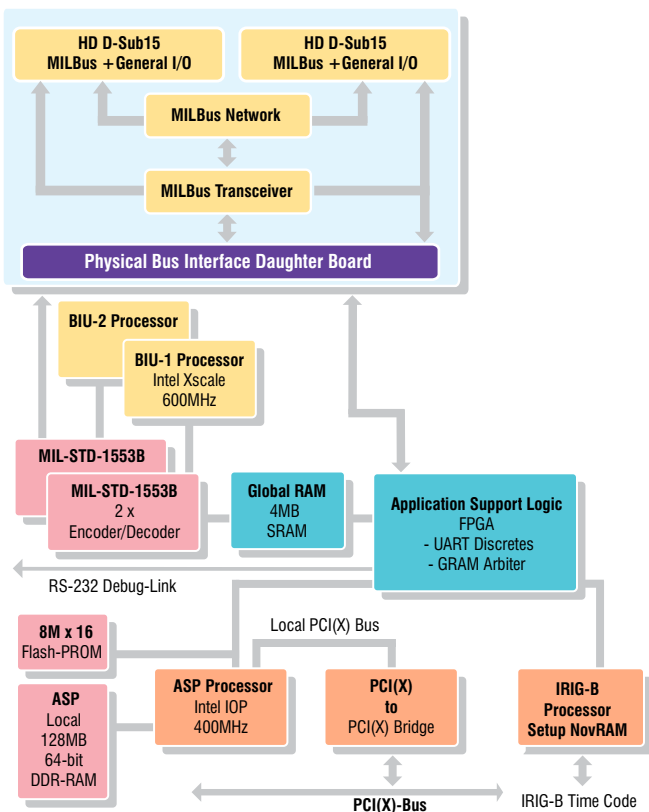 HD D-Sub15
MILBus +General I/O
HD D-Sub15
MILBus +General I/O
MILBus Network
MILBus Transceiver
Physical Bus Interface Daughter Board
BIU-2 Processor
BIU-1 Processor
Intel Xscale
600MHz
MIL-STD-1553B
MIL-STD-1553B
2 x
Encoder/Decoder
Global RAM
4MB
SRAM
Application Support Logic
FPGA
- UART Discretes
- GRAM Arbiter
RS-232 Debug-Link
8M x 16
Flash-PROM
Local PCI(X) Bus
ASP
Local
128MB
64-bit
DDR-RAM
ASP Processor
Intel IOP
400MHz
PCI(X)
to
PCI(X) Bridge
IRIG-B
Processor
Setup NovRAM
PCI(X)-Bus
IRIG-B Time Code